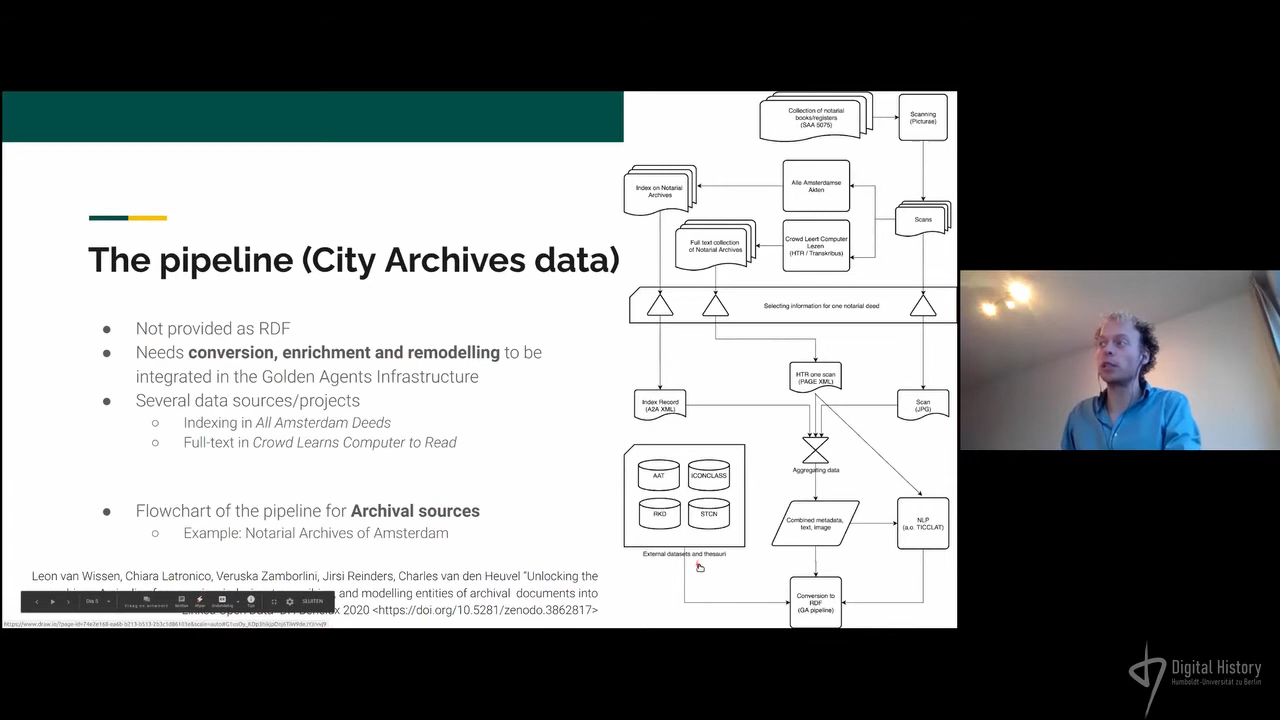 The pipeline (City Archives data)
● Not provided as RDF
● Needs conversion, enrichment and remodelling to be
integrated in the Golden Agents Infrastructure
● Several data sources/projects
○ Indexing in All Amsterdam Deeds
○ Full-text in Crowd Learns Computer to Read
● Flowchart of the pipeline for Archival sources
○ Example: Notarial Archives of Amsterdam
Leon van Wissen, Chiara Latronico, Veruska Zamborlini, Jirsi Reinders, Charles van den Heuvel "Unlocking the
and modelling entities of archival documents into
2020 <https://doi.org/10.5281/zenodo.3862817>
SLUITEN
Collection of notarial
books/registers
(SAA 5075)
Scanning
(Picturae)
Index on Notarial
Archives
Alle Amsterdamse
Akten
Scans
Full text collection
of Notarial Archives
Crowd Leert Computer
Lezen
(HTR / Transkribus)
Selecting information for one notarial deed
HTR one scan
(PAGE XML)
Index Record
(A2A XML)
Scan
(JPG)
Aggregating data
AAT
ICONCLASS
RKD
STCN
External datasets and thesauri
Combined metadata,
text, image
NLP
(a.o. TICCLAT)
Conversion to
RDF
(GA pipeline)
Digital History
Humboldt-Universität zu Berlin